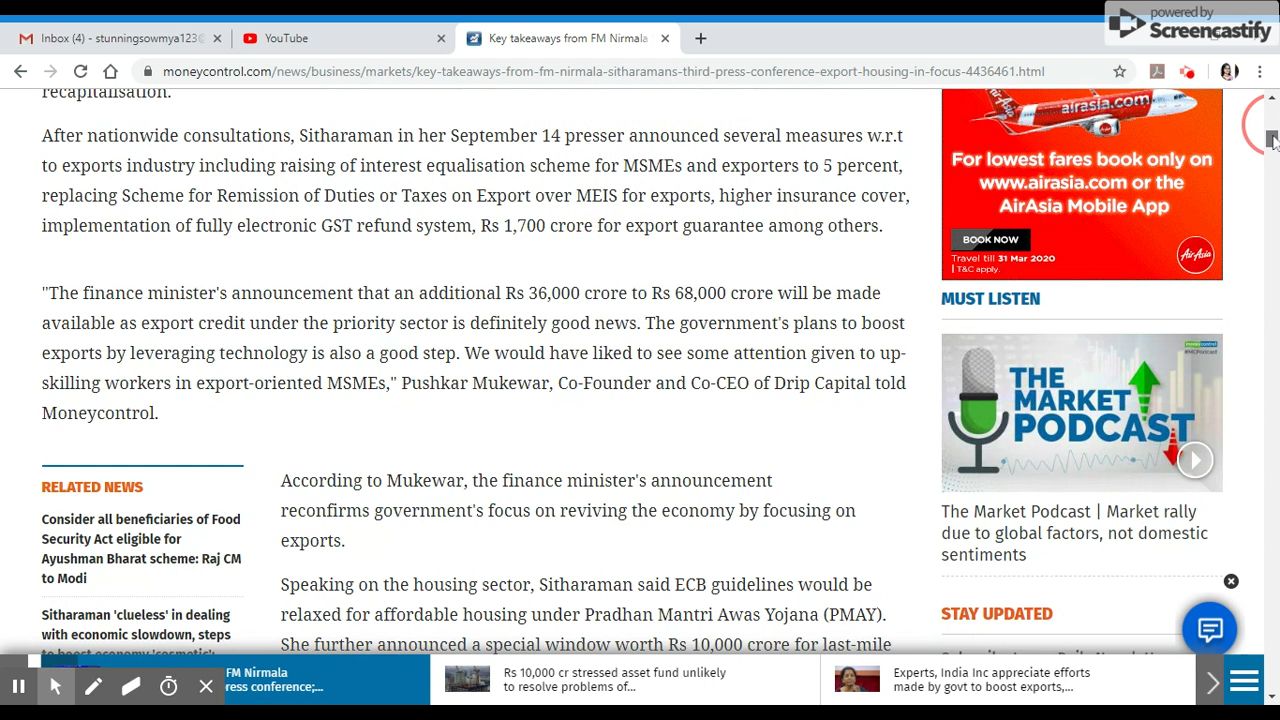 powered by
Screencastify
Inbox (4) - stunningsowmya123@
YouTube
Key takeaways from FM Nirmala
moneycontrol.com/news/business/markets/key-takeaways-from-fm-nirmala-sitharamans-third-press-conference-export-housing-in-focus-4436461.html
recapitalisation.
After nationwide consultations, Sitharaman in her September 14 presser announced several measures w.r.t
to exports industry including raising of interest equalisation scheme for MSMEs and exporters to 5 percent,
replacing Scheme for Remission of Duties or Taxes on Export over MEIS for exports, higher insurance cover,
implementation of fully electronic GST refund system, Rs 1,700 crore for export guarantee among others.
"The finance minister's announcement that an additional Rs 36,000 crore to Rs 68,000 crore will be made
available as export credit under the priority sector is definitely good news. The government's plans to boost
exports by leveraging technology is also a good step. We would have liked to see some attention given to up-
skilling workers in export-oriented MSMEs," Pushkar Mukewar, Co-Founder and Co-CEO of Drip Capital told
Moneycontrol.
RELATED NEWS
Consider all beneficiaries of Food
Security Act eligible for
Ayushman Bharat scheme: Raj CM
to Modi
Sitharaman 'clueless' in dealing
with economic slowdown, steps
to boost economy 'cosmetic':
According to Mukewar, the finance minister's announcement
reconfirms government's focus on reviving the economy by focusing on
exports.
Speaking on the housing sector, Sitharaman said ECB guidelines would be
relaxed for affordable housing under Pradhan Mantri Awas Yojana (PMAY).
She further announced a special window worth Rs 10,000 crore for last-mile
airasia.com
For lowest fares book only on
www.airasia.com or the
AirAsia Mobile App
BOOK NOW
Travel till 31 Mar 2020
T&C apply.
AirAsia
MUST LISTEN
moneycontrol
#MCPodcast
THE
MARKET
PODCAST
The Market Podcast | Market rally
due to global factors, not domestic
sentiments
STAY UPDATED
FM Nirmala
press conference;...
Rs 10,000 cr stressed asset fund unlikely
to resolve problems of...
Experts, India Inc appreciate efforts
made by govt to boost exports,...